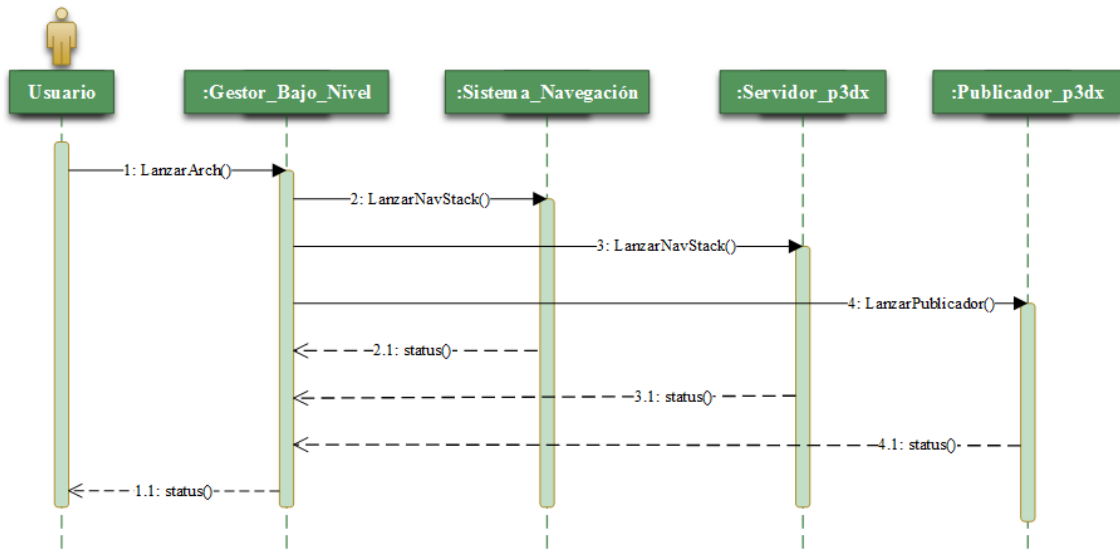 Usuario
:Gestor_Bajo_Nivel
:Sistema_Navegación
:Servidor_p3dx
:Publicador_p3dx
1: LanzarArch()
2: LanzarNavStack()
3: LanzarNavStack()
4: LanzarPublicador()
2.1: status()
3.1: status()
4.1: status()
1.1: status()